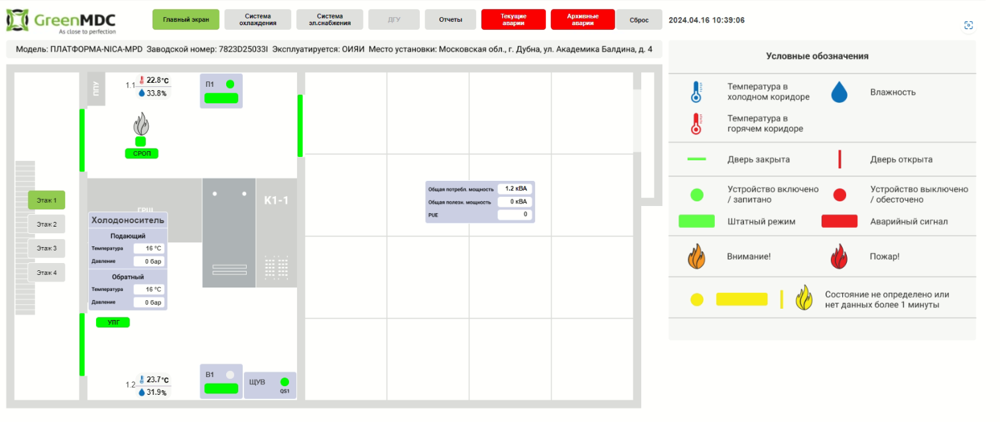 GreenMDC
As close to perfection
Главный экран
Система
охлаждения
Система
эл.снабжения
ДГУ
Отчеты
Текущие
аварии
Архивные
аварии
Сброс
2024.04.16 10:39:06
Модель: ПЛАТФОРМА-NICA-MPD Заводской номер: 7823D25033I Эксплуатируется: ОИЯИ Место установки: Московская обл., г. Дубна, ул. Академика Балдина, д. 4
ППУ
1.1
22.8°C
33.8%
П1
СРОП
Этаж 1
Этаж 2
Этаж 3
Этаж 4
ГРЩ
K1-1
Холодоноситель
Подающий
Температура 16 °C
Давление 0 бар
Обратный
Температура 16 °C
Давление 0 бар
УПГ
1.2
23.7°C
31.9%
В1
ЩУВ
QS1
Общая потребл. мощность 1.2 кВА
Общая полезн. мощность 0 кВА
PUE 0
Условные обозначения
Температура в
холодном коридоре
Влажность
Температура в
горячем коридоре
Дверь закрыта
Дверь открыта
Устройство включено
/ запитано
Устройство выключено
/ обесточено
Штатный режим
Аварийный сигнал
Внимание!
Пожар!
Состояние не определено или
нет данных более 1 минуты